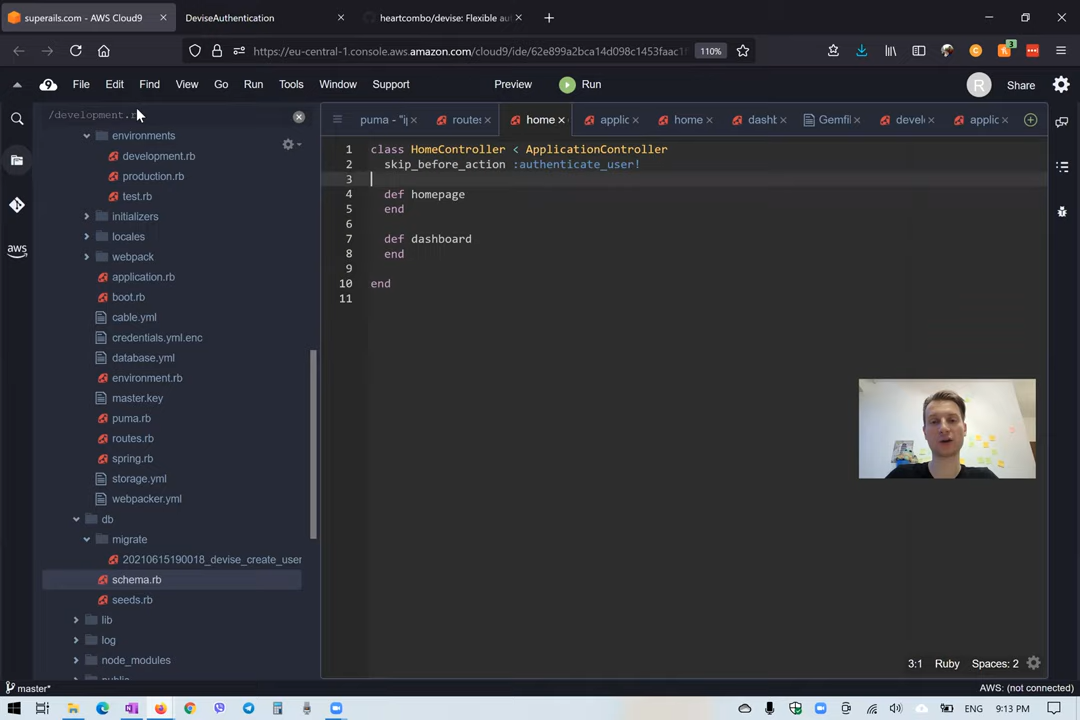 superails.com - AWS Cloud9
DeviseAuthentication
heartcombo/devise: Flexible au
https://eu-central-1.console.aws.amazon.com/cloud9/ide/62e899a2bca14d098c1453faac1
110%
3
File
Edit
Find
View
Go
Run
Tools
Window
Support
Preview
Run
R
Share
/development.r
puma - "ip
routes
home
applic
home
dasht
Gemfil
develo
applic
environments
development.rb
production.rb
test.rb
initializers
locales
webpack
application.rb
boot.rb
cable.yml
credentials.yml.enc
database.yml
environment.rb
master.key
puma.rb
routes.rb
spring.rb
storage.yml
webpacker.yml
db
migrate
20210615190018_devise_create_user
schema.rb
seeds.rb
lib
log
node_modules
aws
1 class HomeController < ApplicationController
2 skip_before_action :authenticate_user!
3
4 def homepage
5 end
6
7 def dashboard
8 end
9
10 end
11
3:1 Ruby Spaces: 2
master*
AWS: (not connected)
ENG
9:13 PM